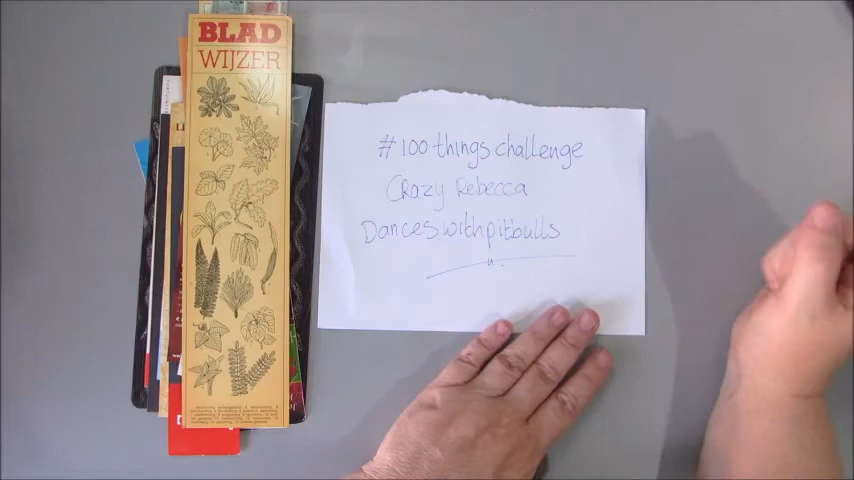 BLAD
WIJZER
#100 things challenge
Crazy Rebecca
Dances with pitbulls